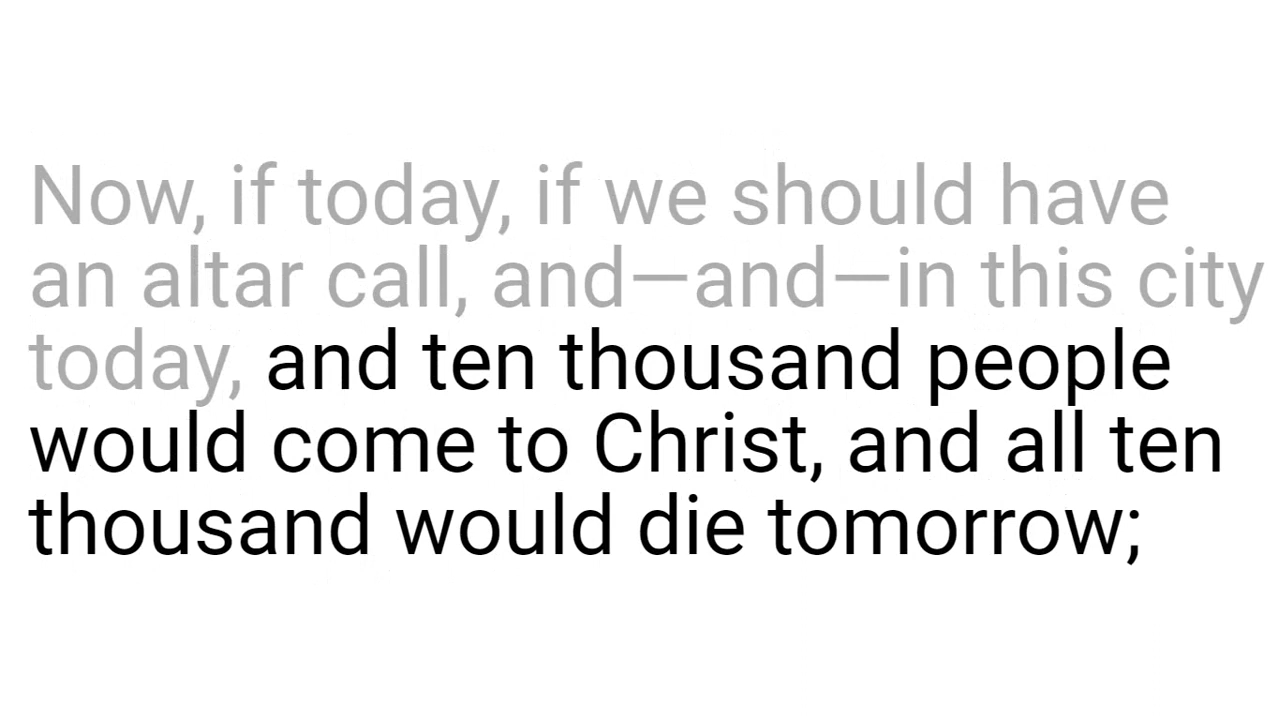 Now, if today, if we should have
an altar call, and—and—in this city
today, and ten thousand people
would come to Christ, and all ten
thousand would die tomorrow;